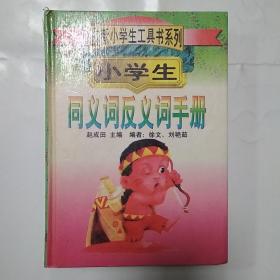 新小学生工具书系列
小学生
同义词反义词手册
赵成田 主编 编者:徐文、刘艳茹